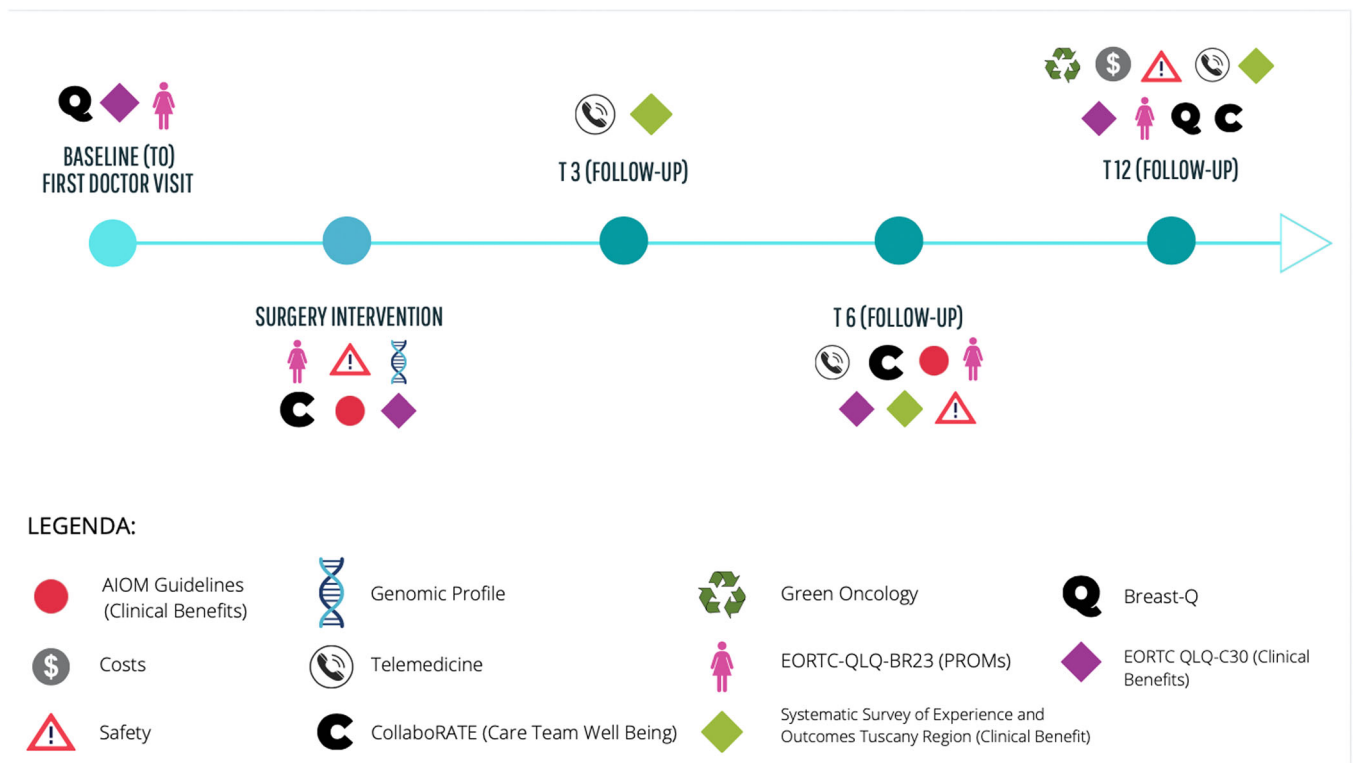 BASELINE (TO)
FIRST DOCTOR VISIT
T 3 (FOLLOW-UP)
T 12 (FOLLOW-UP)
Q
$
!
Q C
SURGERY INTERVENTION
!
C
T 6 (FOLLOW-UP)
C
!
LEGENDA:
AIOM Guidelines
(Clinical Benefits)
Genomic Profile
Green Oncology
Q
Breast-Q
$
Costs
Telemedicine
EORTC-QLQ-BR23 (PROMs)
EORTC QLQ-C30 (Clinical
Benefits)
!
Safety
C
CollaboRATE (Care Team Well Being)
Systematic Survey of Experience and
Outcomes Tuscany Region (Clinical Benefit)